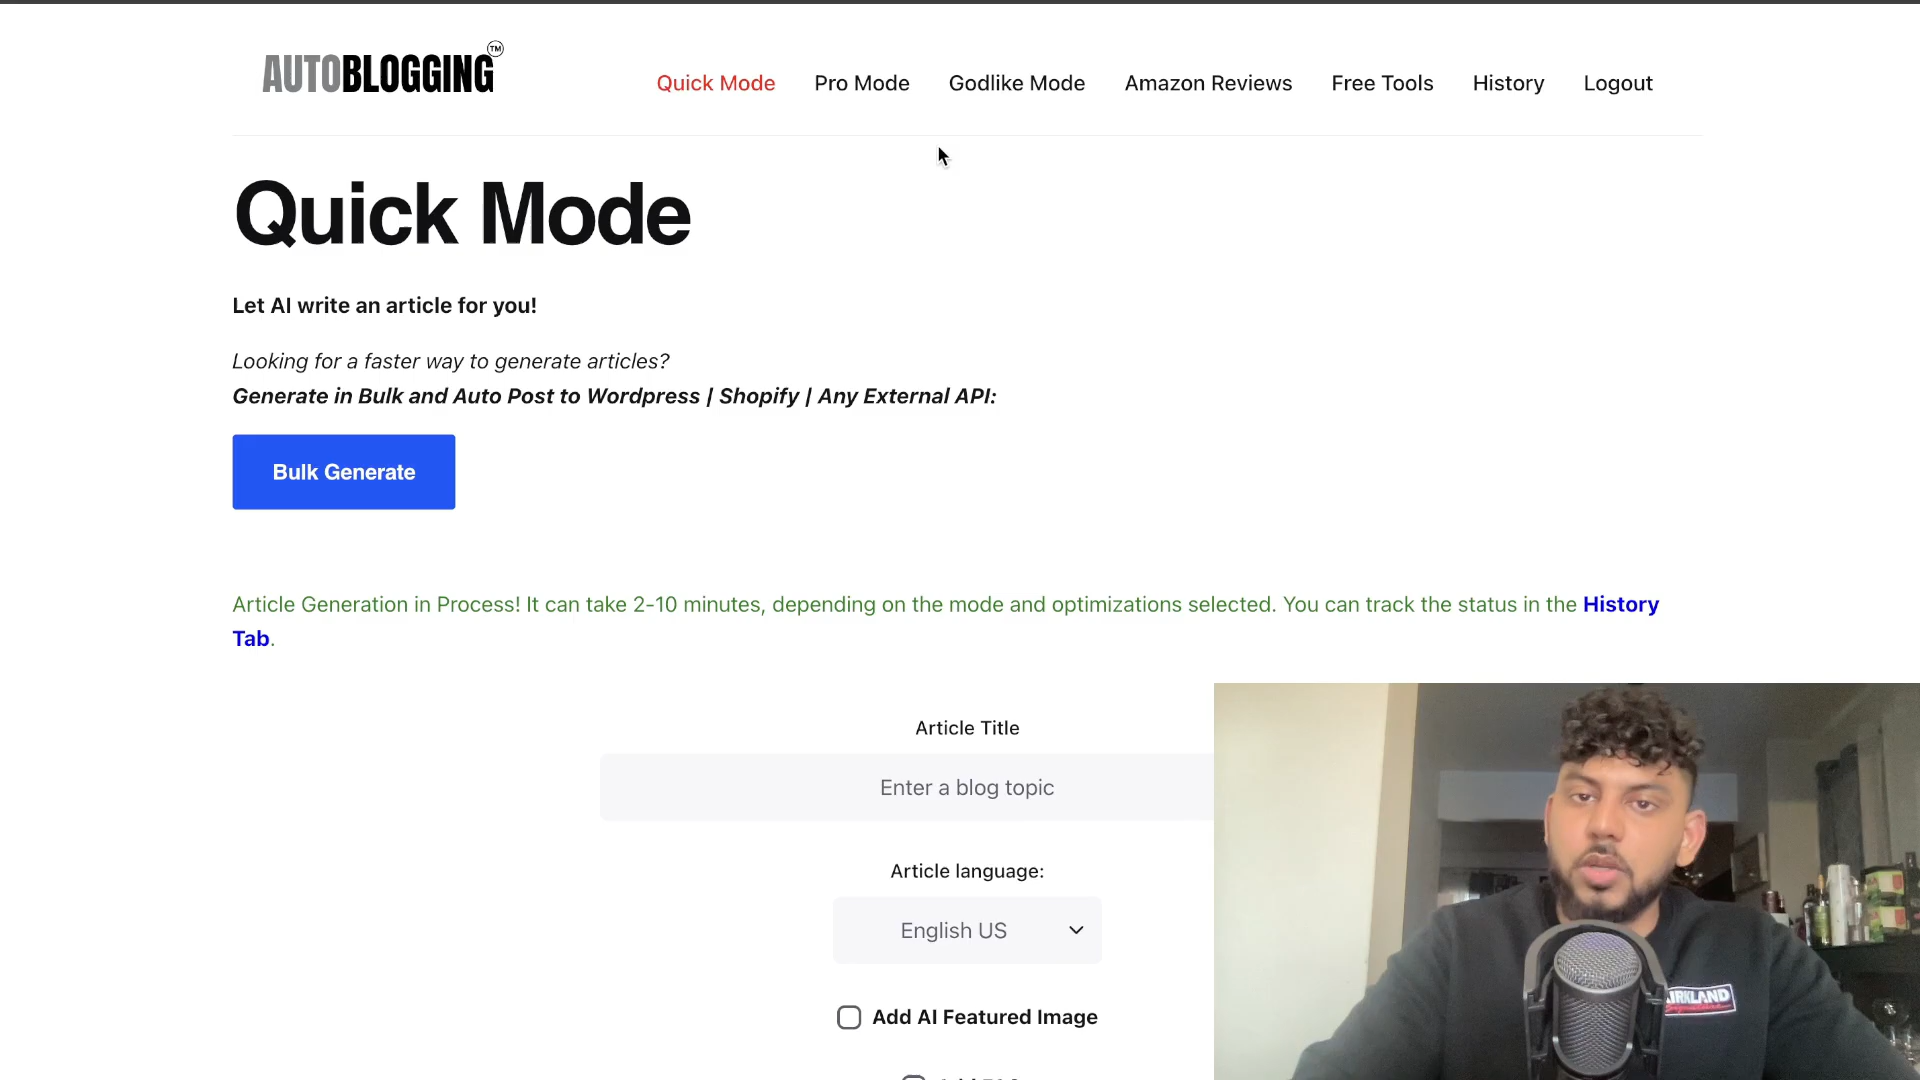 AUTOBLOGGING TM
Quick Mode Pro Mode Godlike Mode Amazon Reviews Free Tools History Logout
Quick Mode
Let AI write an article for you!
Looking for a faster way to generate articles?
Generate in Bulk and Auto Post to Wordpress | Shopify | Any External API:
Bulk Generate
Article Generation in Process! It can take 2-10 minutes, depending on the mode and optimizations selected. You can track the status in the History
Tab.
Article Title
Enter a blog topic
Article language:
English US
Add AI Featured Image
KIRKLAND
Signature